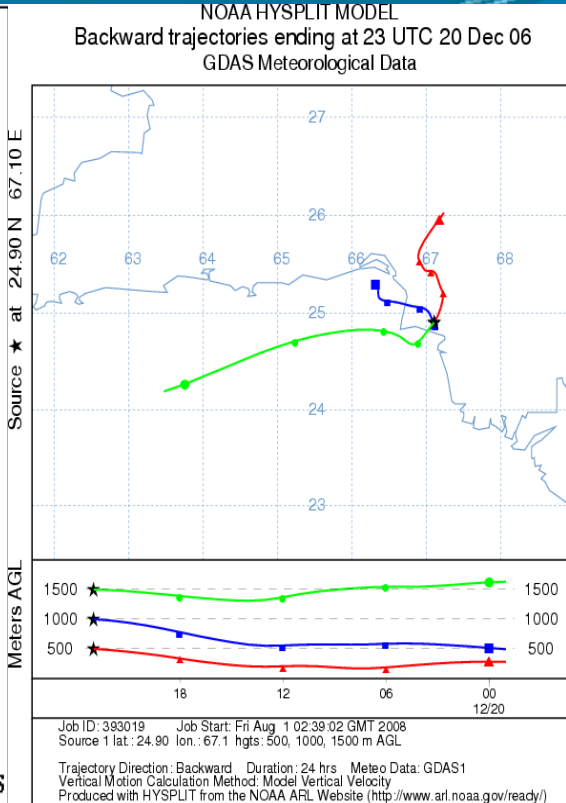 NOAA HYSPLIT MODEL
Backward trajectories ending at 23 UTC 20 Dec 06
GDAS Meteorological Data
Source ★ at 24.90 N 67.10 E
27
26
62 63 64 65 66 67 68
25
24
23
Meters AGL
1500 1500
1000 1000
500 500
18 12 06 00
12/20
Job ID: 393019 Job Start: Fri Aug 1 02:39:02 GMT 2008
Source 1 lat.: 24.90 lon.: 67.1 hgts: 500, 1000, 1500 m AGL
Trajectory Direction: Backward Duration: 24 hrs Meteo Data: GDAS1
Vertical Motion Calculation Method: Model Vertical Velocity
Produced with HYSPLIT from the NOAA ARL Website (http://www.arl.noaa.gov/ready/)